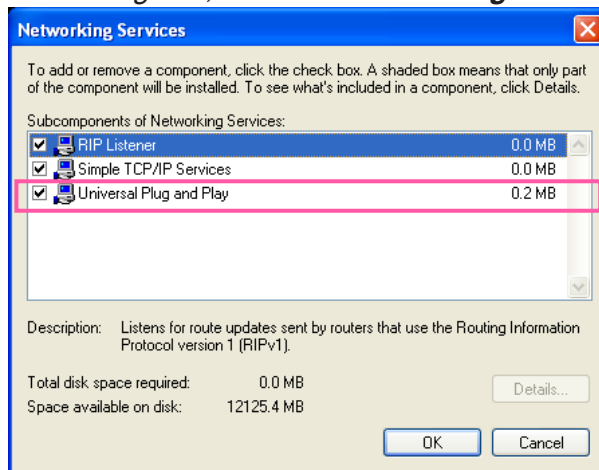 Networking Services
To add or remove a component, click the check box. A shaded box means that only part
of the component will be installed. To see what's included in a component, click Details.
Subcomponents of Networking Services:
RIP Listener 0.0 MB
Simple TCP/IP Services 0.0 MB
Universal Plug and Play 0.2 MB
Description: Listens for route updates sent by routers that use the Routing Information
Protocol version 1 (RIPv1).
Total disk space required: 0.0 MB
Details...
Space available on disk: 12125.4 MB
OK Cancel